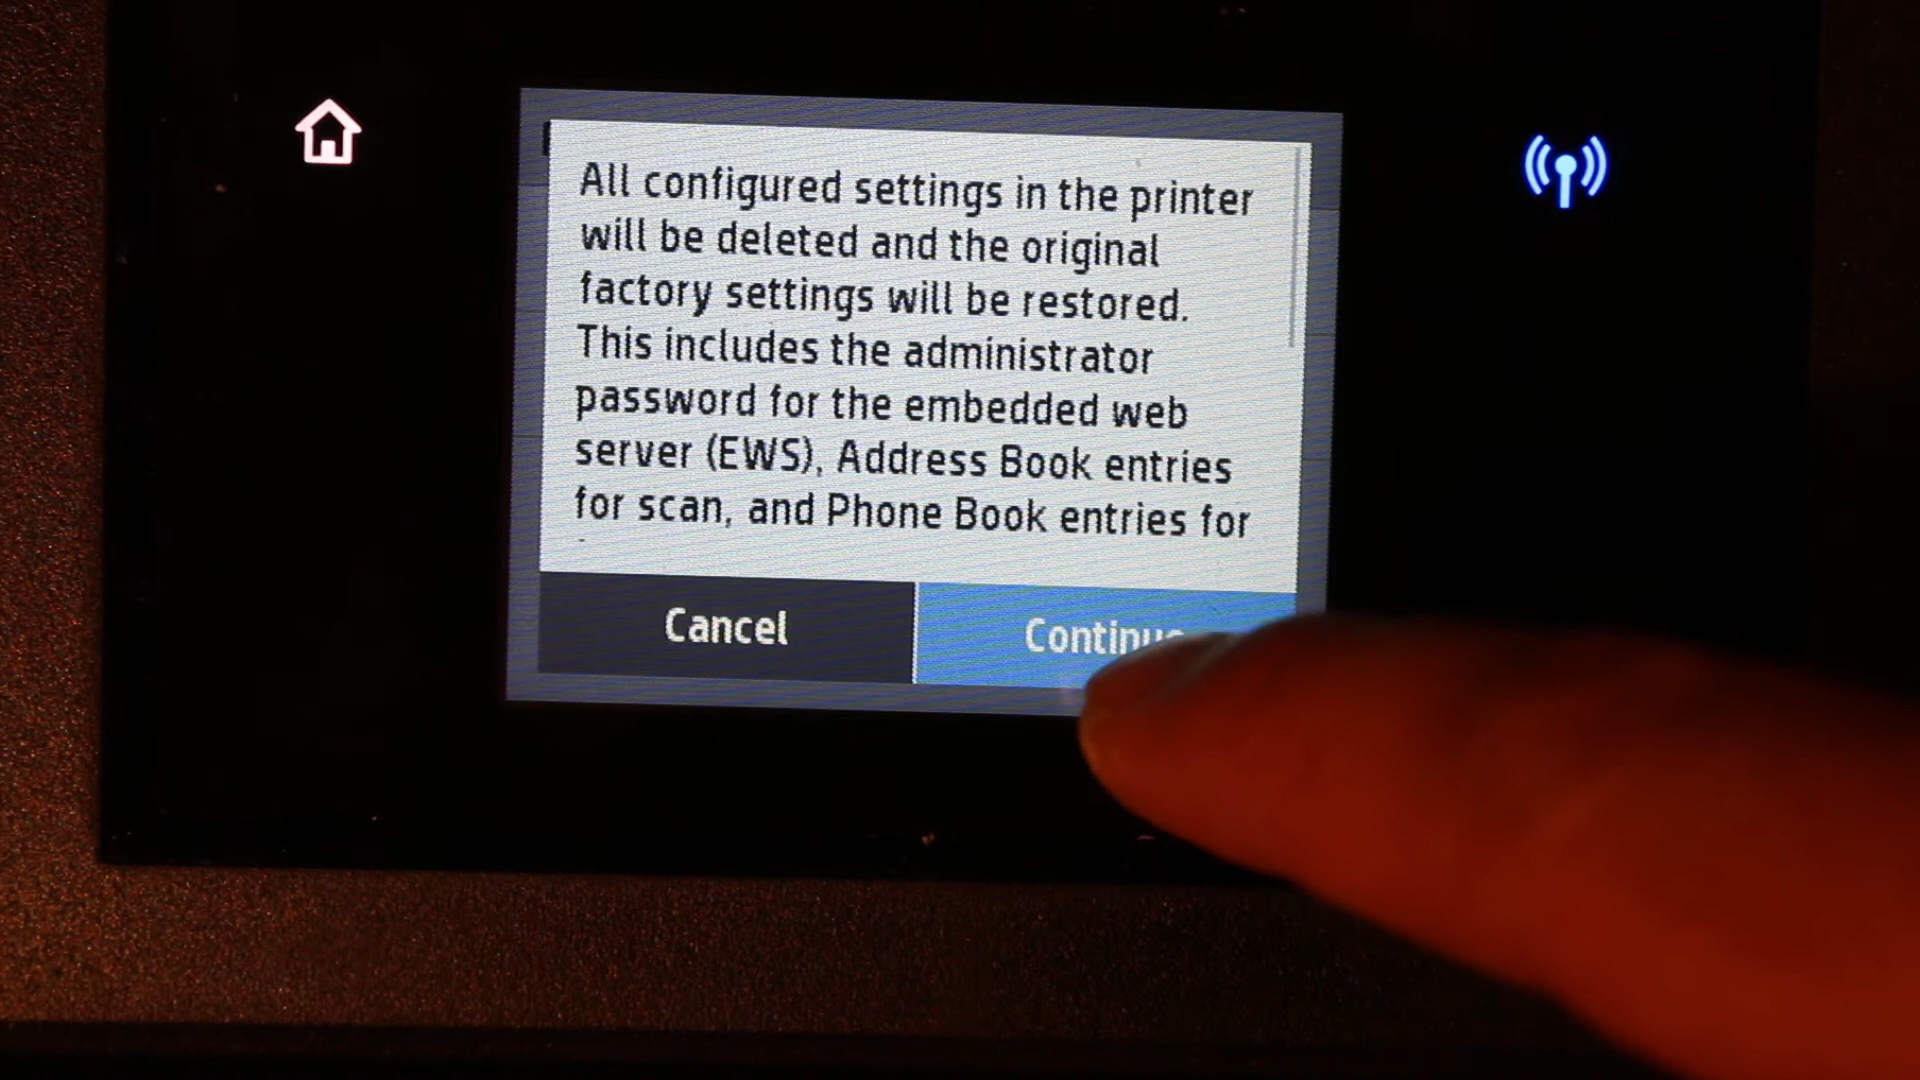 All configured settings in the printer
will be deleted and the original
factory settings will be restored.
This includes the administrator
password for the embedded web
server (EWS), Address Book entries
for scan, and Phone Book entries for
Cancel
Continue